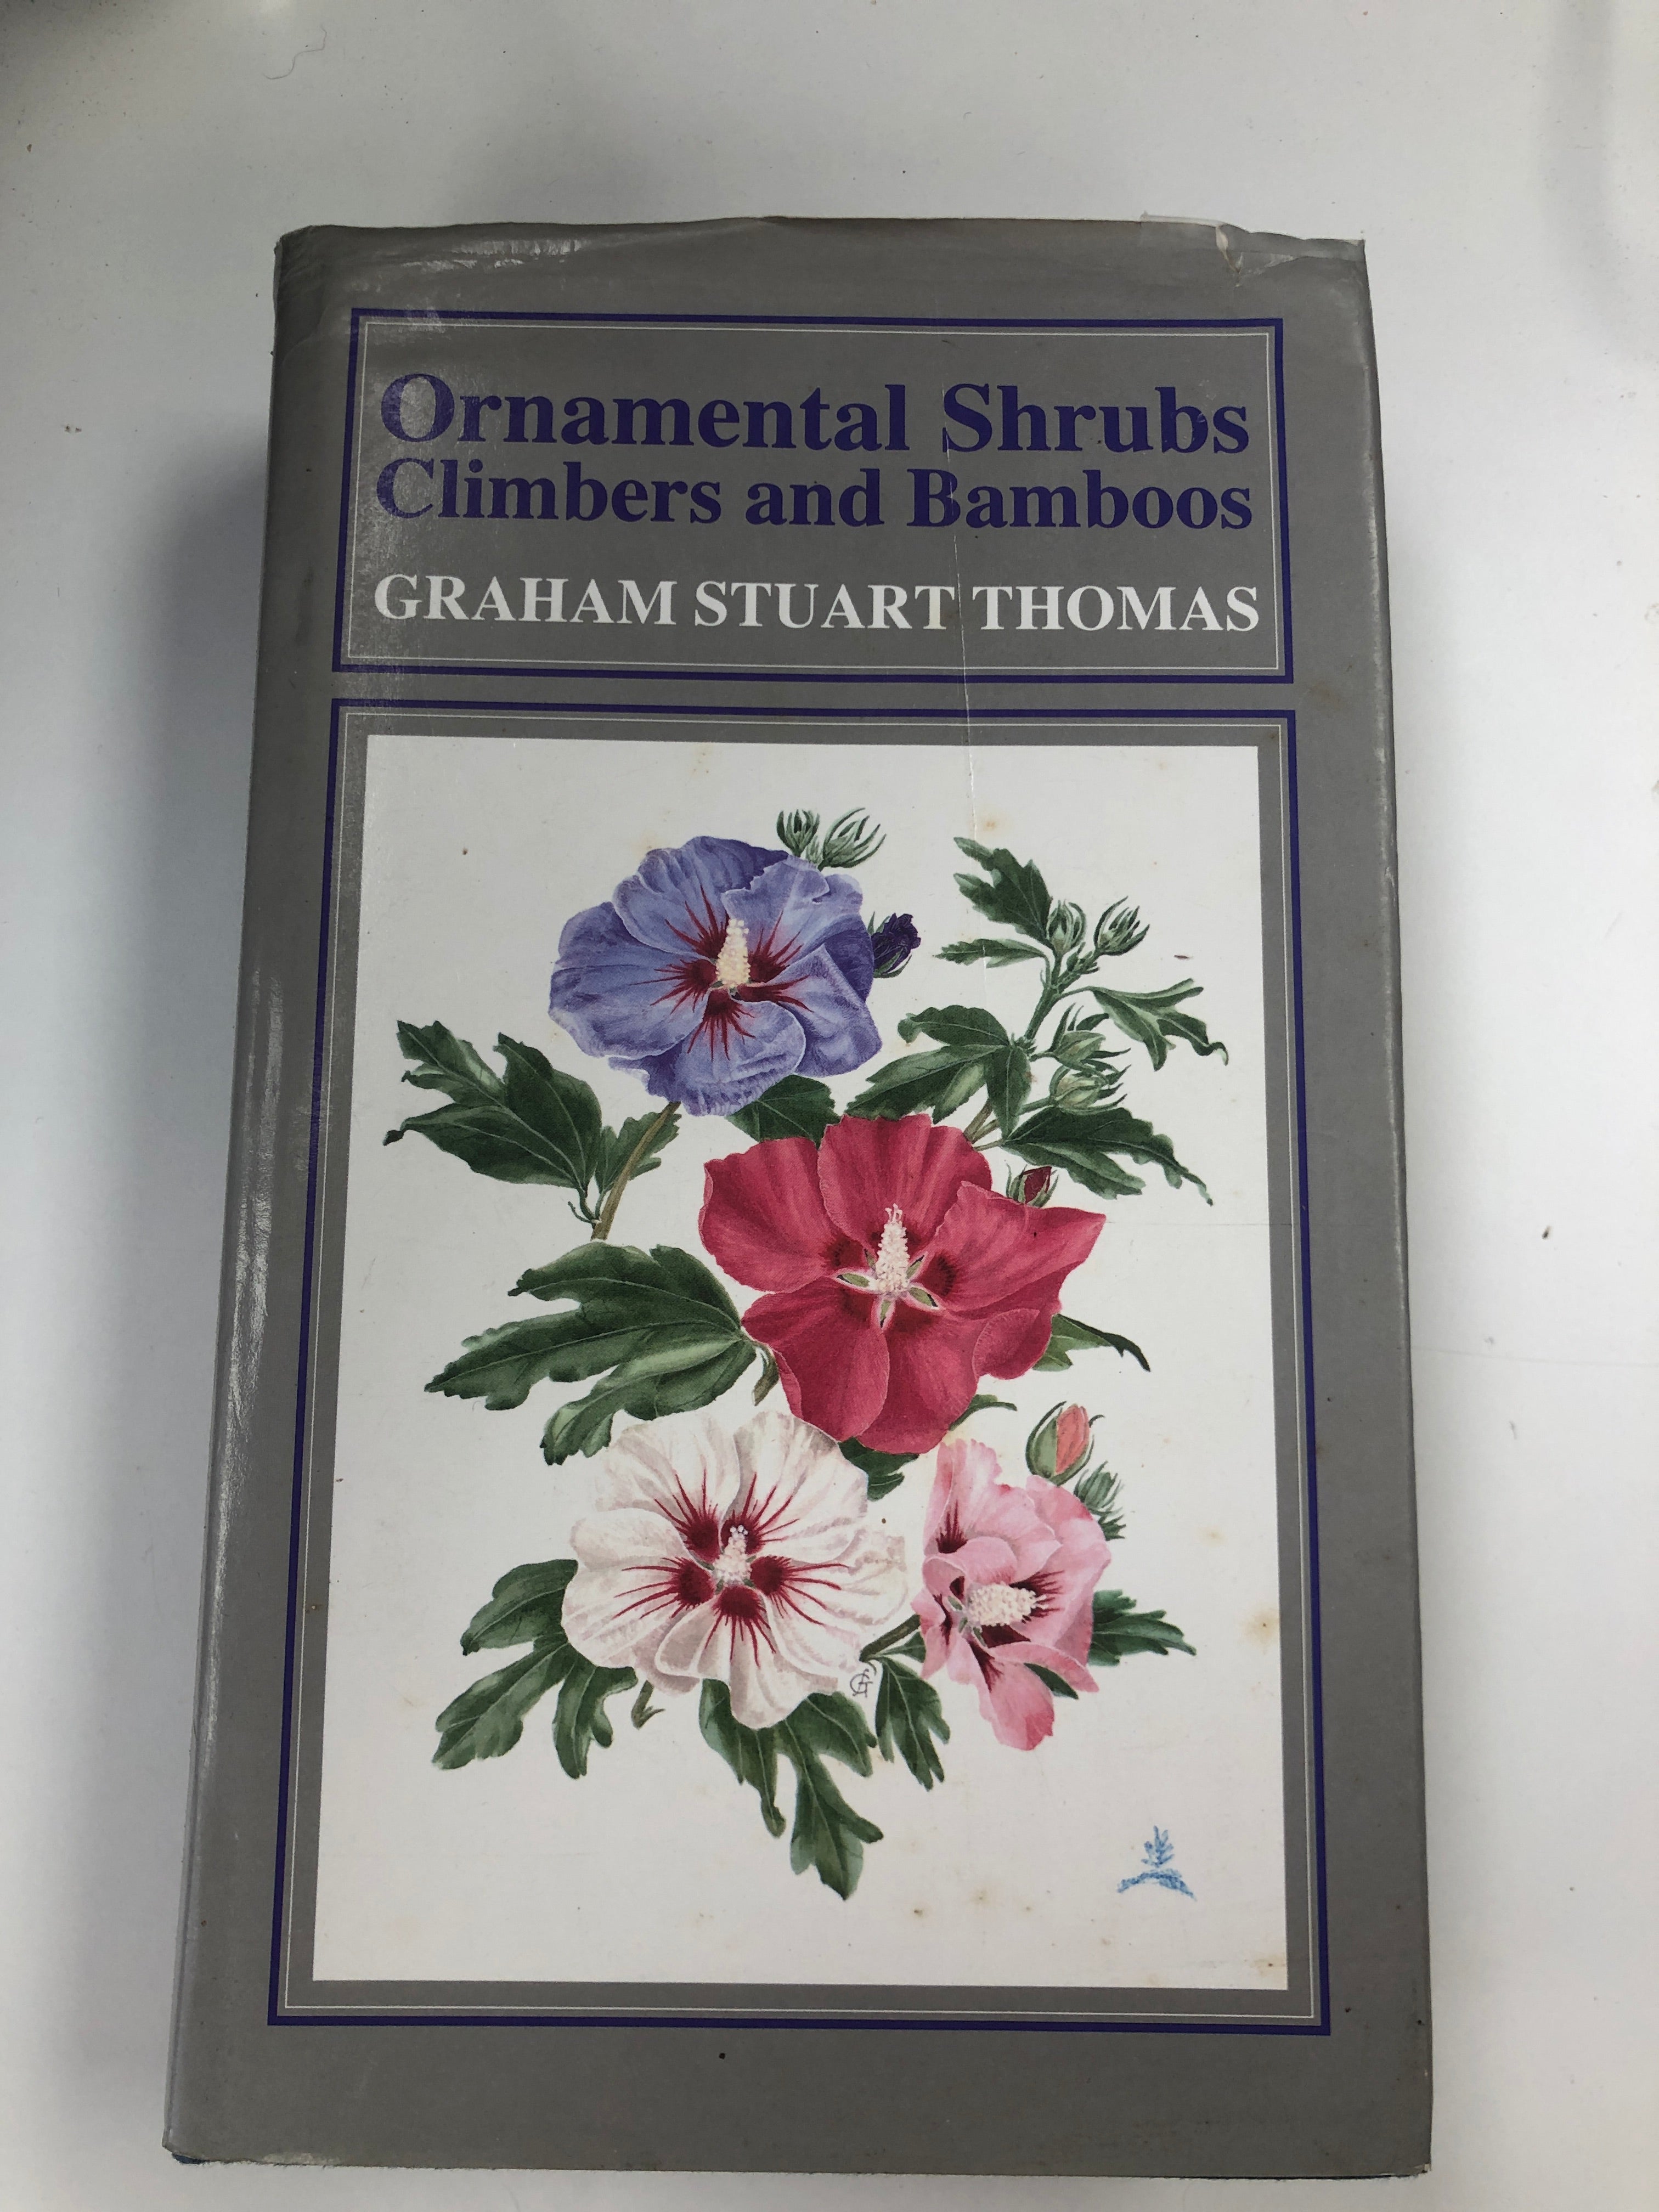 Ornamental Shrubs
Climbers and Bamboos
GRAHAM STUART THOMAS